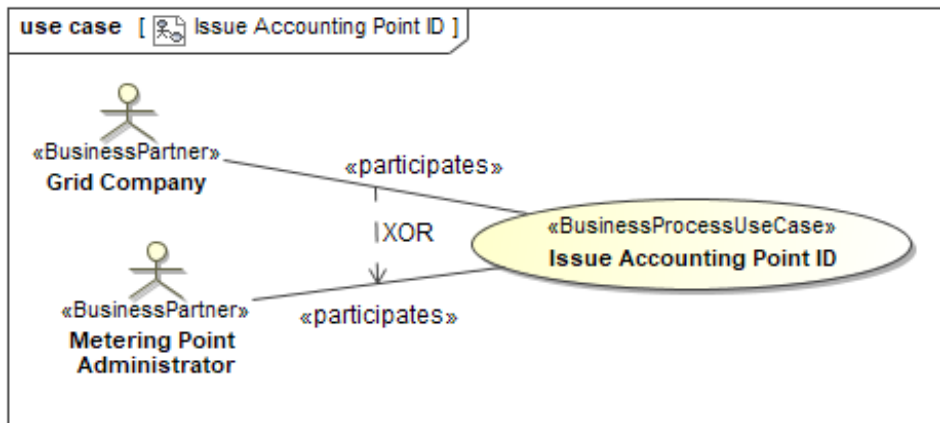 use case [ Issue Accounting Point ID ]
«BusinessPartner»
Grid Company
«participates»
XOR
«BusinessProcessUseCase»
Issue Accounting Point ID
«BusinessPartner»
Metering Point
Administrator
«participates»